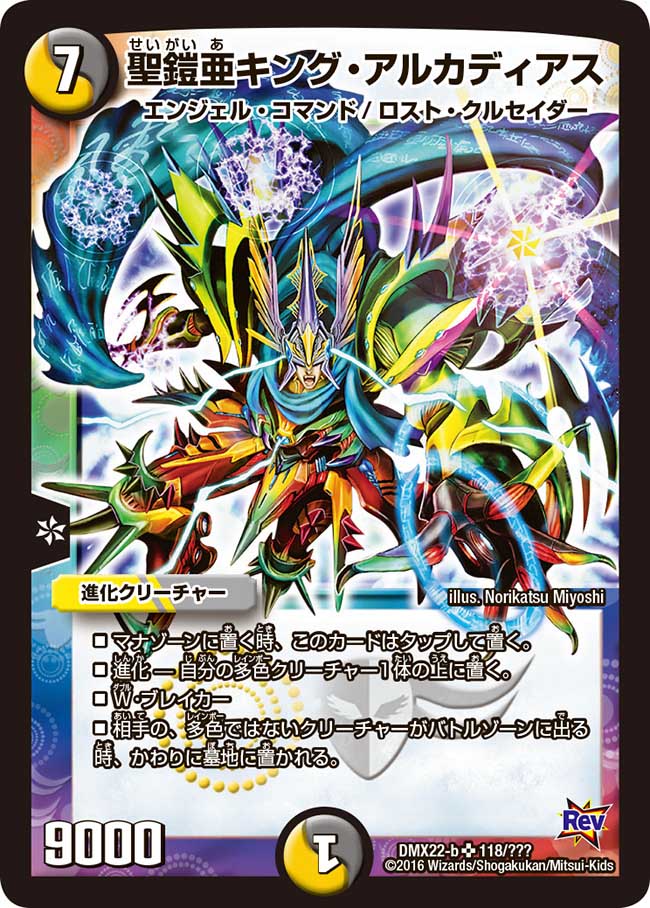 7
せいがいあ
聖鎧亜キング・アルカディアス
エンジェル・コマンド / ロスト・クルセイダー
進化クリーチャー
illus. Norikatsu Miyoshi
■ マナゾーンに置く時、このカードはタップして置く。
■ 進化 — 自分の多色クリーチャー1体の上に置く。
■ W・ブレイカー
■ 相手の、多色ではないクリーチャーがバトルゾーンに出る
時、かわりに墓地に置かれる。
Rev
9000
1
DMX22-b 118/???
©2016 Wizards/Shogakukan/Mitsui-Kids